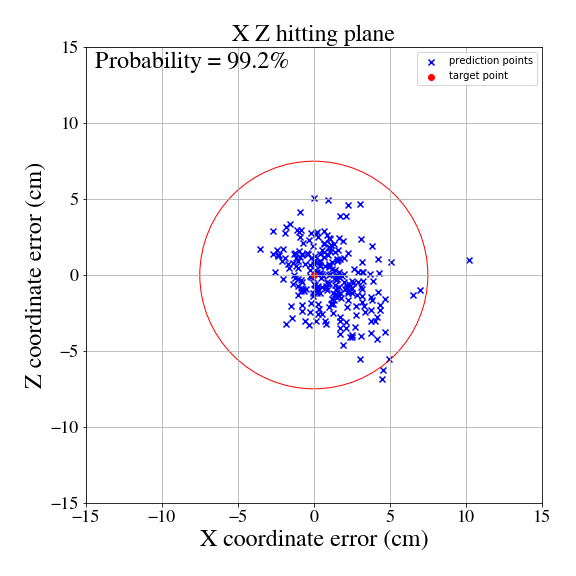 X Z hitting plane
Probability = 99.2%
prediction points
target point
Z coordinate error (cm)
15
10
5
0
−5
−10
−15
−15
−10
−5
0
5
10
15
X coordinate error (cm)